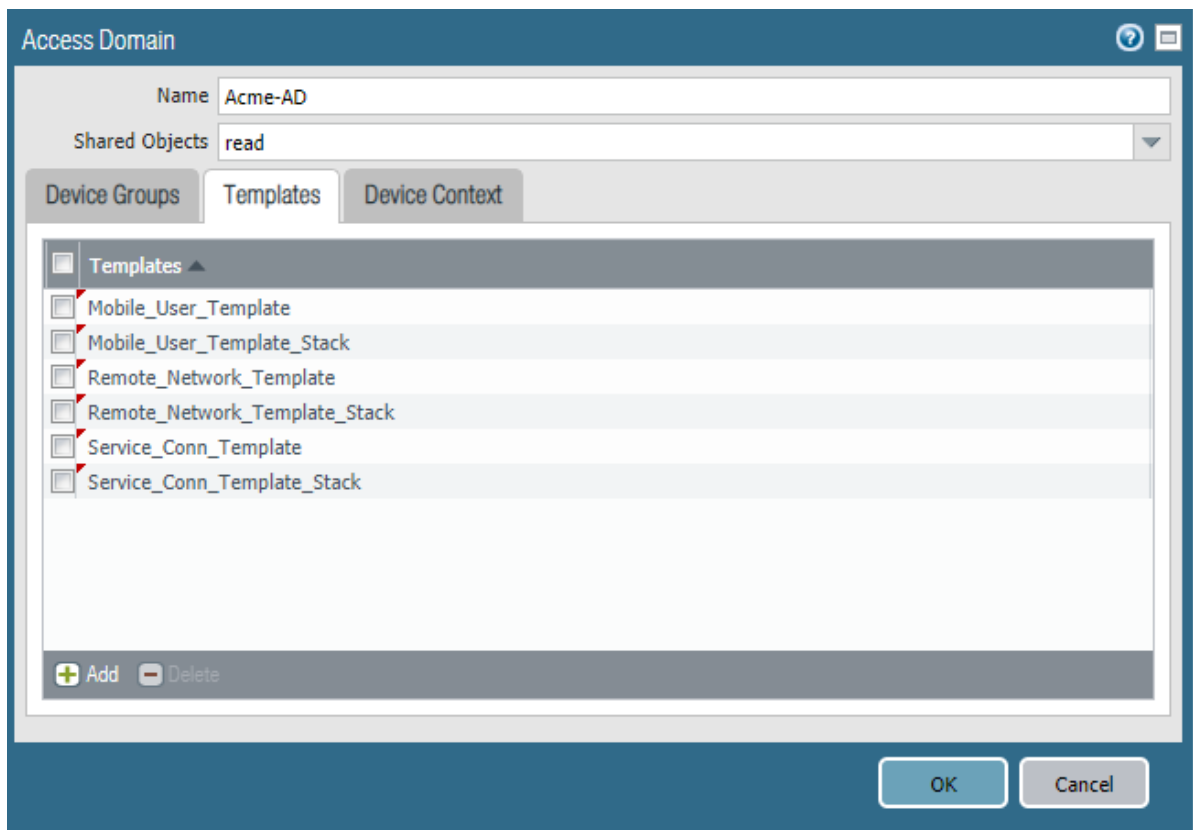 Access Domain
Name Acme-AD
Shared Objects read
Device Groups Templates Device Context
Templates
Mobile_User_Template
Mobile_User_Template_Stack
Remote_Network_Template
Remote_Network_Template_Stack
Service_Conn_Template
Service_Conn_Template_Stack
Add Delete
OK Cancel